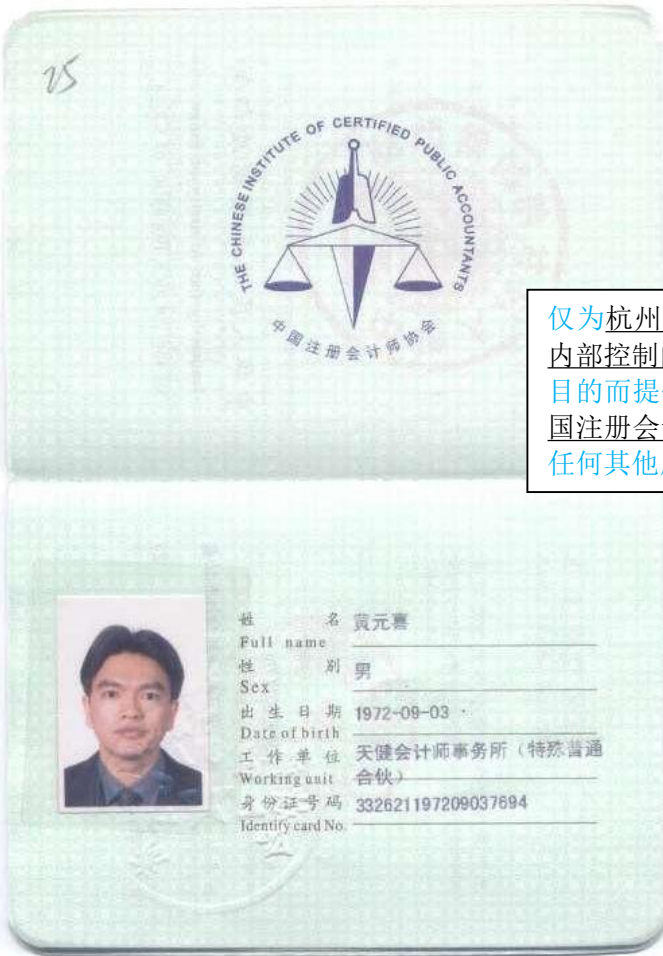 25
THE CHINESE INSTITUTE OF CERTIFIED PUBLIC ACCOUNTANTS
中国注册会计师协会
仅为杭州
内部控制
目的而提
国注册会
任何其他
姓 名 黄元喜
Full name
性 别 男
Sex
出 生 日 期 1972-09-03
Date of birth
工 作 单 位 天健会计师事务所（特殊普通
Working unit 合伙）
身份证号码 332621197209037694
Identity card No.